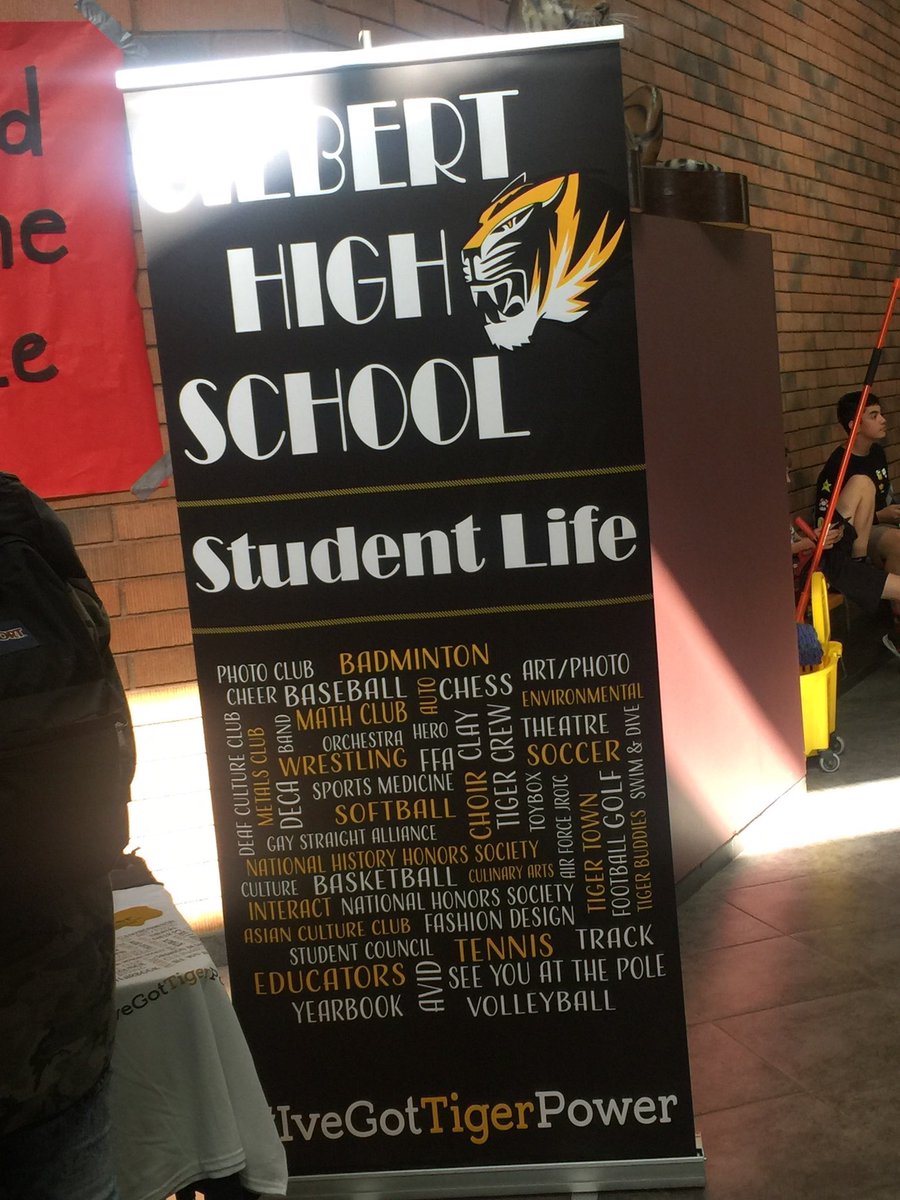 GILBERT
HIGH
SCHOOL
Student Life
PHOTO CLUB
BADMINTON
ART/PHOTO
CHEER
BASEBALL
AUTO
CHESS
ENVIRONMENTAL
DEAF CULTURE CLUB
METALS CLUB
BAND
MATH CLUB
ORCHESTRA
HERO
CLAY
TIGER CREW
THEATRE
SWIM & DIVE
WRESTLING
FFA
SOCCER
DECA
SPORTS MEDICINE
CHOIR
TOYBOX
AIR FORCE JROTC
SOFTBALL
TIGER TOWN
FOOTBALL
GOLF
TIGER BUDDIES
GAY STRAIGHT ALLIANCE
NATIONAL HISTORY HONORS SOCIETY
CULTURE
BASKETBALL
CULINARY ARTS
INTERACT
NATIONAL HONORS SOCIETY
ASIAN CULTURE CLUB
FASHION DESIGN
STUDENT COUNCIL
TENNIS
TRACK
EDUCATORS
AVID
SEE YOU AT THE POLE
YEARBOOK
VOLLEYBALL
#IveGotTigerPower